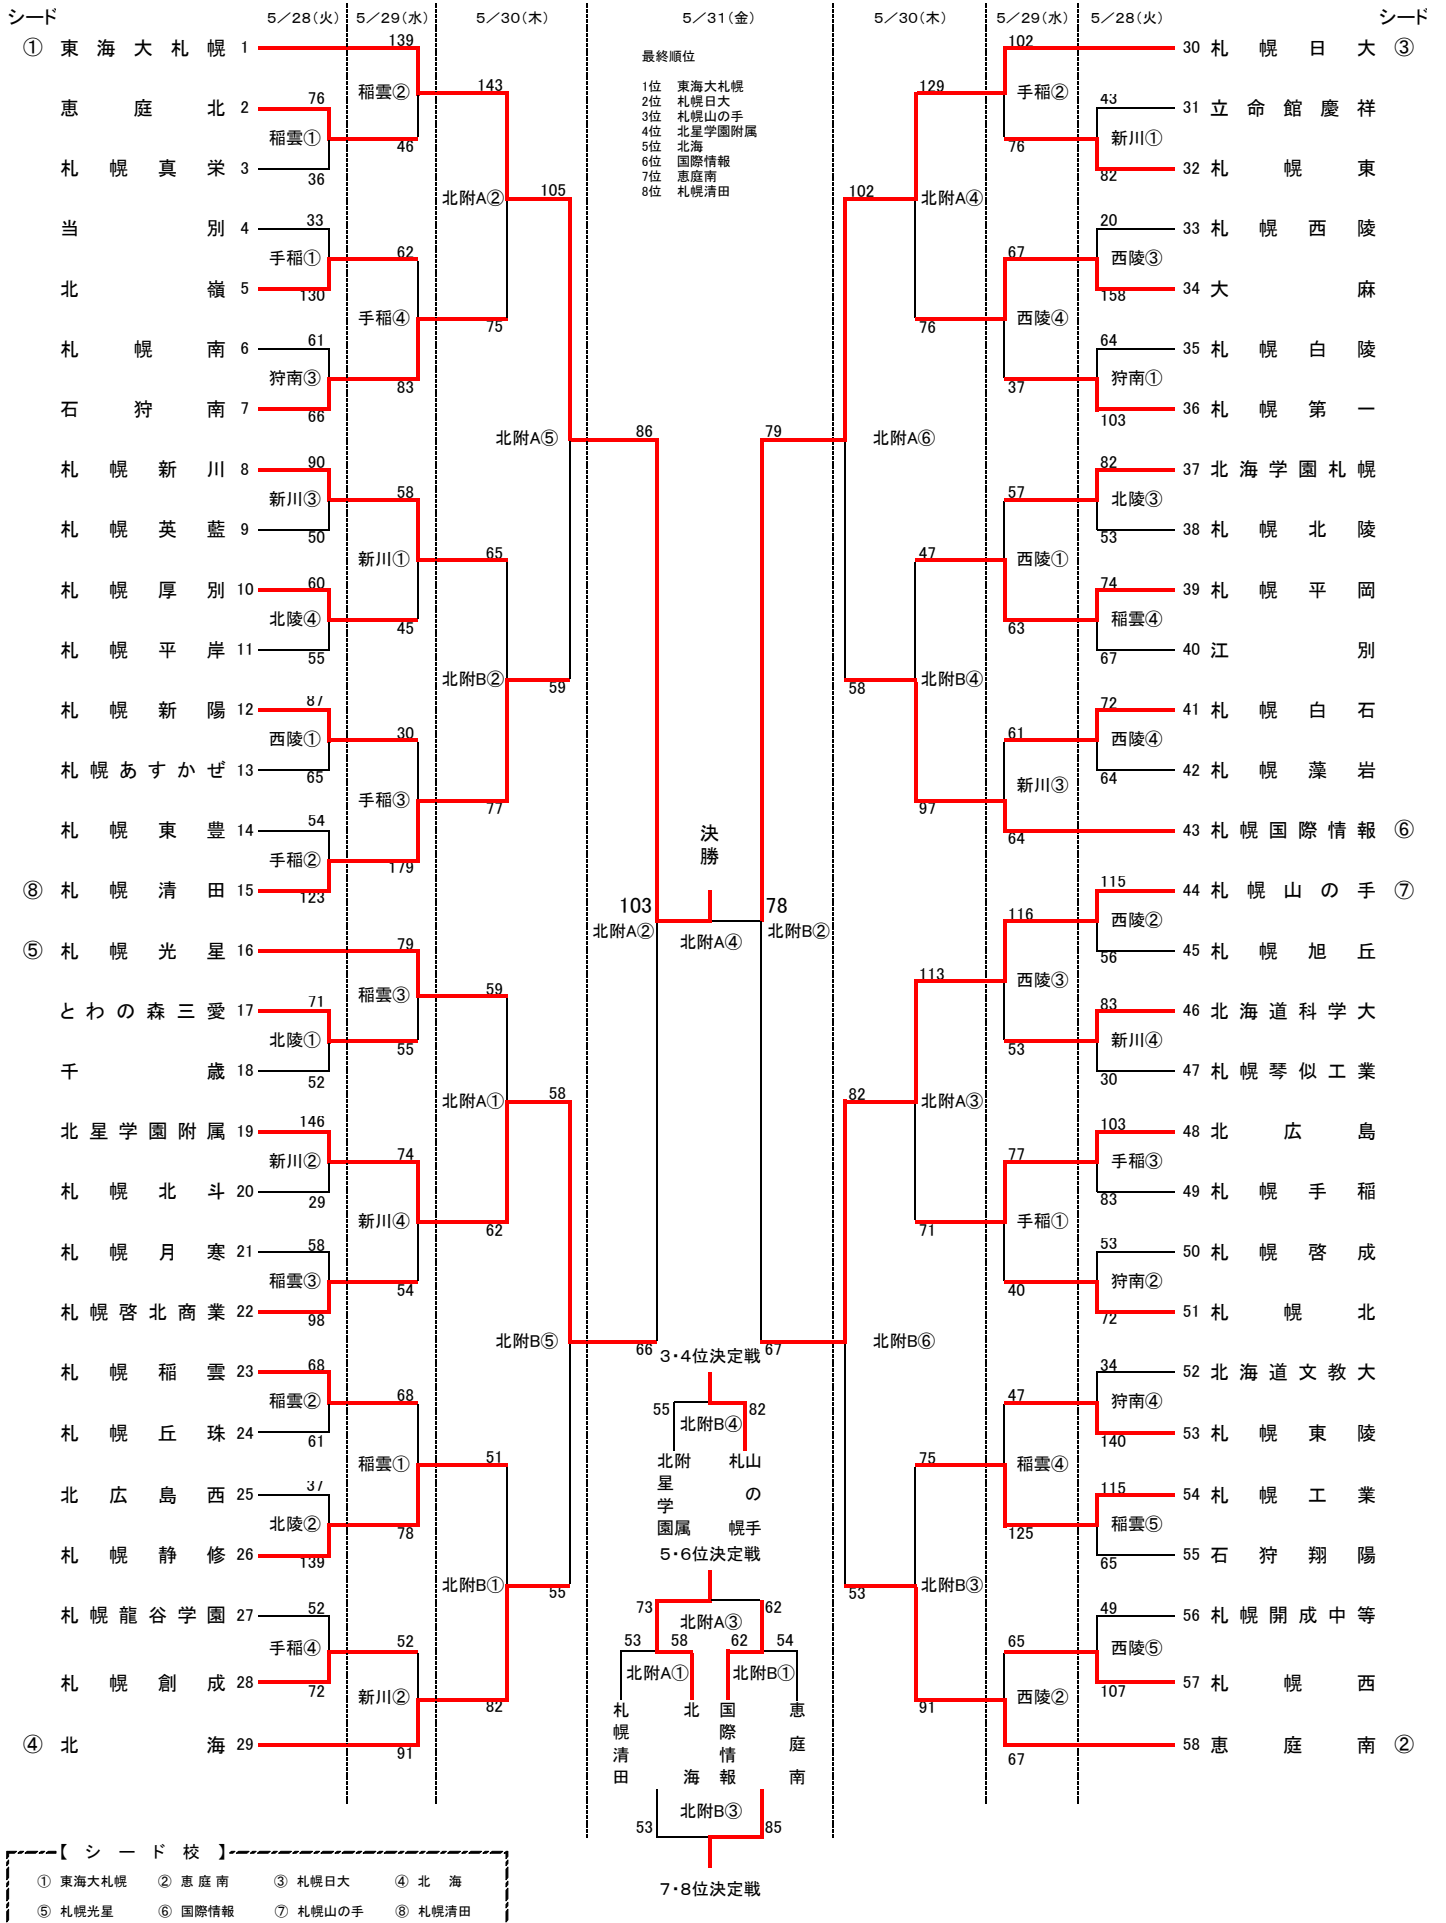 シード 5／28（火） 5／29（水） 5／30（木） 5／31（金） 5／30（木） 5／29（水） 5／28（火） シード
① 東海大札幌 1 139 102 30 札幌日大 ③
最終順位
1位 東海大札幌
2位 札幌日大
3位 札幌山の手
4位 北星学園附属
5位 北海
6位 国際情報
7位 恵庭南
8位 札幌清田
稲雲② 143 129 手稲②
恵庭北 2 76 43 31 立命館慶祥
稲雲① 46 76 新川①
札幌真栄 3 36 82 32 札幌東
北附A② 105 102 北附A④
当別 4 33 20 33 札幌西陵
手稲① 62 67 西陵③
北嶺 5 130 158 34 大麻
手稲④ 75 76 西陵④
札幌南 6 61 64 35 札幌白陵
狩南③ 83 37 狩南①
石狩南 7 66 103 36 札幌第一
北附A⑤ 86 79 北附A⑥
札幌新川 8 90 82 37 北海学園札幌
新川③ 58 57 北陵③
札幌英藍 9 50 53 38 札幌北陵
新川① 65 47 西陵①
札幌厚別 10 60 74 39 札幌平岡
北陵④ 45 63 稲雲④
札幌平岸 11 55 67 40 江別
北附B② 59 58 北附B④
札幌新陽 12 87 72 41 札幌白石
西陵① 30 61 西陵④
札幌あすかぜ 13 65 64 42 札幌藻岩
手稲③ 77 97 新川③
札幌東豊 14 54 64 43 札幌国際情報 ⑥
手稲② 179
決勝
⑧ 札幌清田 15 123 115 44 札幌山の手 ⑦
103 78
北附A② 北附A④ 北附B②
116 西陵②
⑤ 札幌光星 16 79 56 45 札幌旭丘
稲雲③ 59 113 西陵③
とわの森三愛 17 71 83 46 北海道科学大
北陵① 55 53 新川④
千歳 18 52 30 47 札幌琴似工業
北附A① 58 82 北附A③
北星学園附属 19 146 103 48 北広島
新川② 74 77 手稲③
札幌北斗 20 29 83 49 札幌手稲
新川④ 62 71 手稲①
札幌月寒 21 58 53 50 札幌啓成
稲雲③ 54 40 狩南②
札幌啓北商業 22 98 72 51 札幌北
北附B⑤ 66 67 北附B⑥
3・4位決定戦
札幌稲雲 23 68 34 52 北海道文教大
稲雲② 68 47 狩南④
55 北附B④ 82
札幌丘珠 24 61 140 53 札幌東陵
北星学園附属 札幌山の手
稲雲① 51 75 稲雲④
北広島西 25 37 115 54 札幌工業
北陵② 78 125 稲雲⑤
札幌静修 26 139 65 55 石狩翔陽
5・6位決定戦
北附B① 55 53 北附B③
73 北附A③ 62
札幌龍谷学園 27 52 49 56 札幌開成中等
手稲④ 52 65 西陵⑤
53 58 62 54
北附A① 北附B①
札幌創成 28 72 107 57 札幌西
新川② 82 91 西陵②
札幌清田 北海 国際情報 恵庭南
④ 北海 29 91 67 58 恵庭南 ②
53 北附B③ 85
7・8位決定戦
【シード校】
① 東海大札幌 ② 恵庭南 ③ 札幌日大 ④ 北海
⑤ 札幌光星 ⑥ 国際情報 ⑦ 札幌山の手 ⑧ 札幌清田